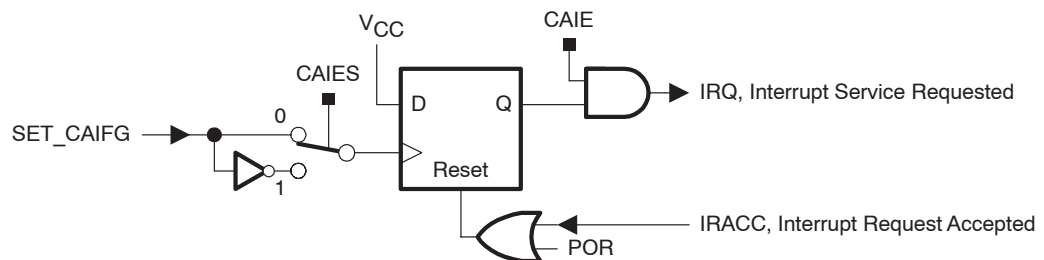 CAIE
VCC
CAIES
D
Q
IRQ, Interrupt Service Requested
0
SET_CAIFG
1
Reset
IRACC, Interrupt Request Accepted
POR